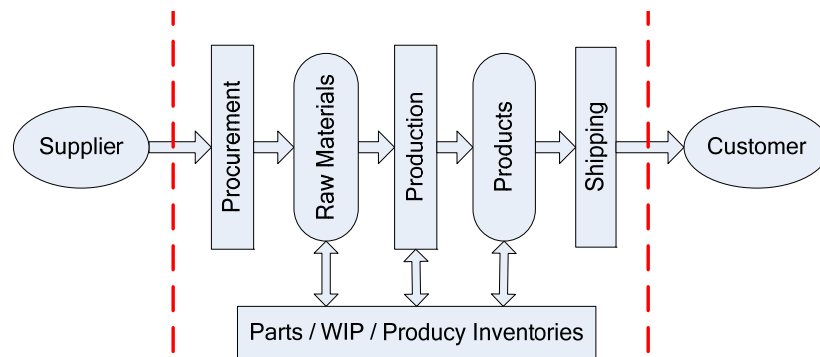 Supplier
Procurement
Raw Materials
Production
Products
Shipping
Customer
Parts / WIP / Producy Inventories